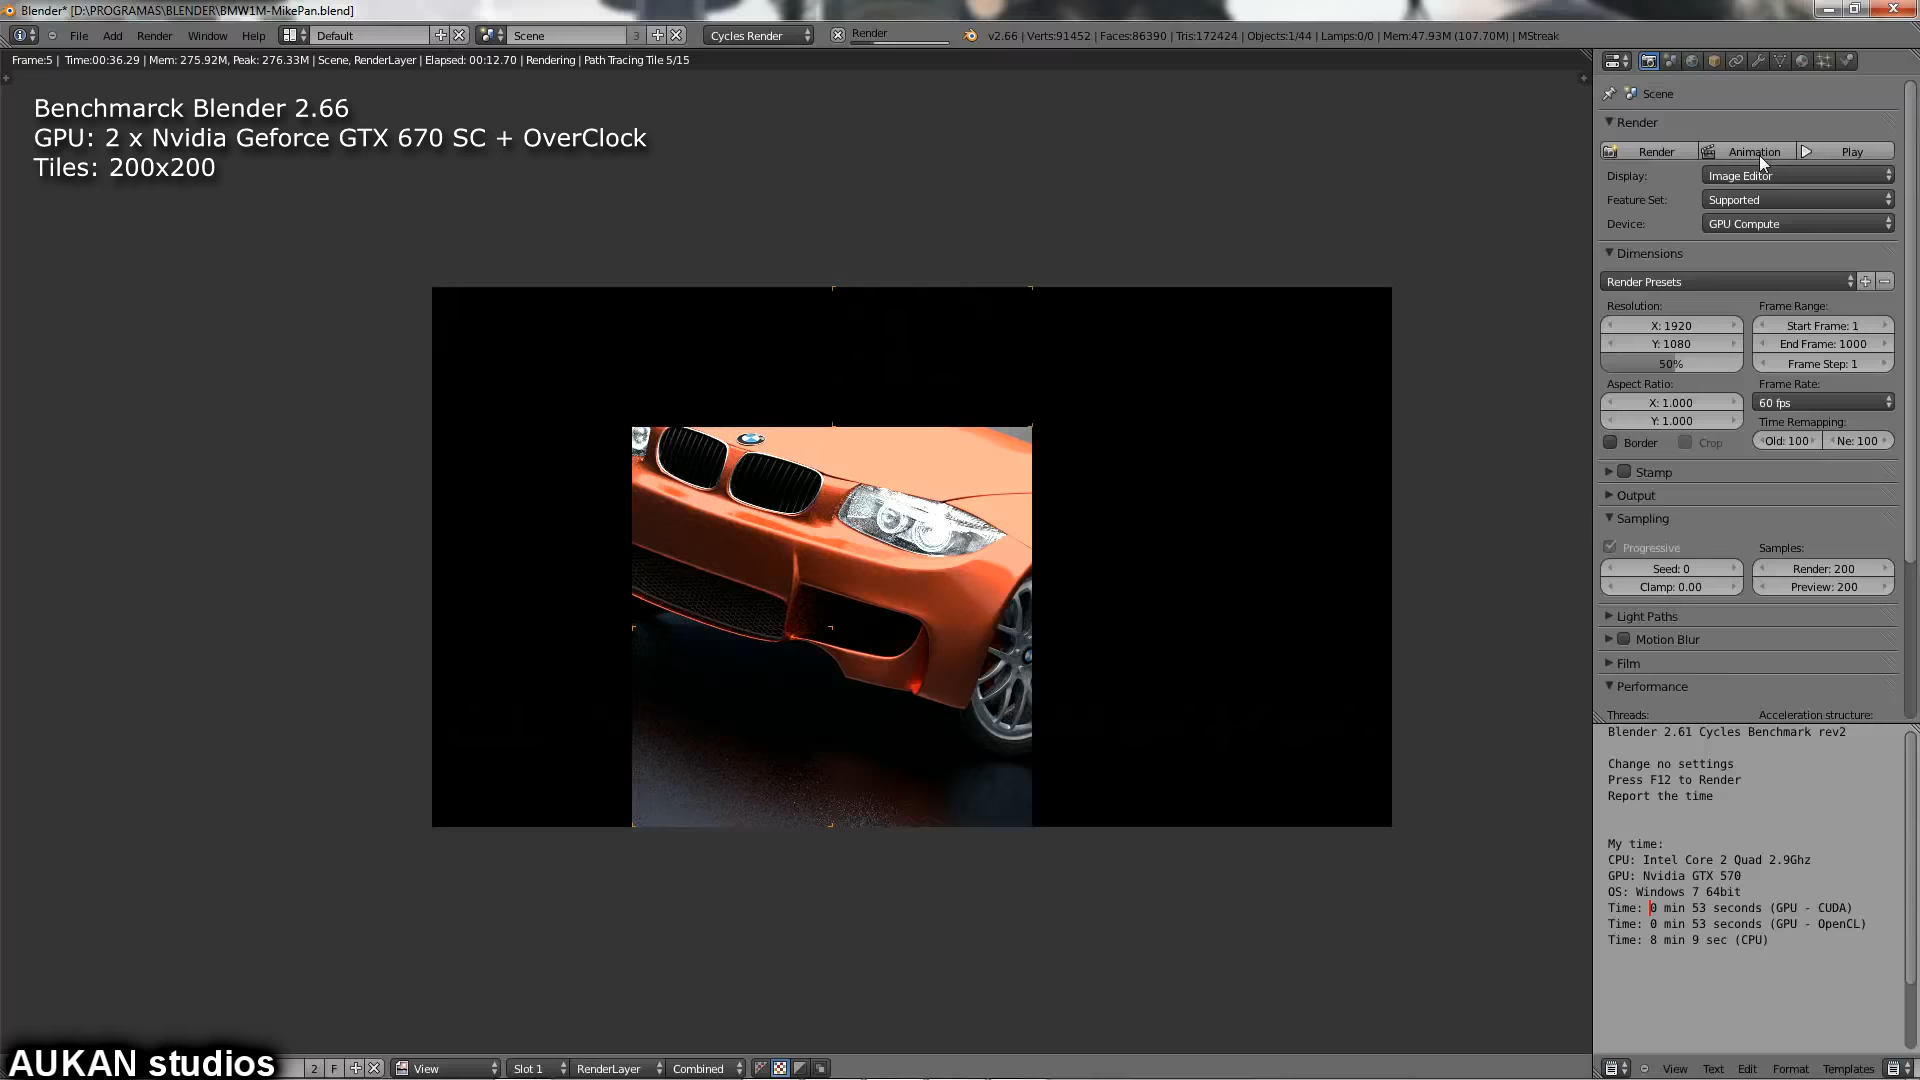 Blender* [D:\PROGRAMAS\BLENDER\BMW1M-MikePan.blend]
File Add Render Window Help Default Scene 3 Cycles Render Render v2.66 | Verts:91452 | Faces:86390 | Tris:172424 | Objects:1/44 | Lamps:0/0 | Mem:47.93M (107.70M) | MStreak
Frame:5 | Time:00:36.29 | Mem: 275.92M, Peak: 276.33M | Scene, RenderLayer | Elapsed: 00:12.70 | Rendering | Path Tracing Tile 5/15
Benchmarck Blender 2.66
GPU: 2 x Nvidia Geforce GTX 670 SC + OverClock
Tiles: 200x200
Scene
Render
Render Animation Play
Display: Image Editor
Feature Set: Supported
Device: GPU Compute
Dimensions
Render Presets
Resolution: Frame Range:
X: 1920 Start Frame: 1
Y: 1080 End Frame: 1000
50% Frame Step: 1
Aspect Ratio: Frame Rate:
X: 1.000 60 fps
Y: 1.000 Time Remapping:
Border Crop Old: 100 Ne: 100
Stamp
Output
Sampling
Progressive Samples:
Seed: 0 Render: 200
Clamp: 0.00 Preview: 200
Light Paths
Motion Blur
Film
Performance
Threads: Acceleration structure:
Blender 2.61 Cycles Benchmark rev2
Change no settings
Press F12 to Render
Report the time
My time:
CPU: Intel Core 2 Quad 2.9Ghz
GPU: Nvidia GTX 570
OS: Windows 7 64bit
Time: 0 min 53 seconds (GPU - CUDA)
Time: 0 min 53 seconds (GPU - OpenCL)
Time: 8 min 9 sec (CPU)
AUKAN studios
2 F View Slot 1 RenderLayer Combined
View Text Edit Format Templates